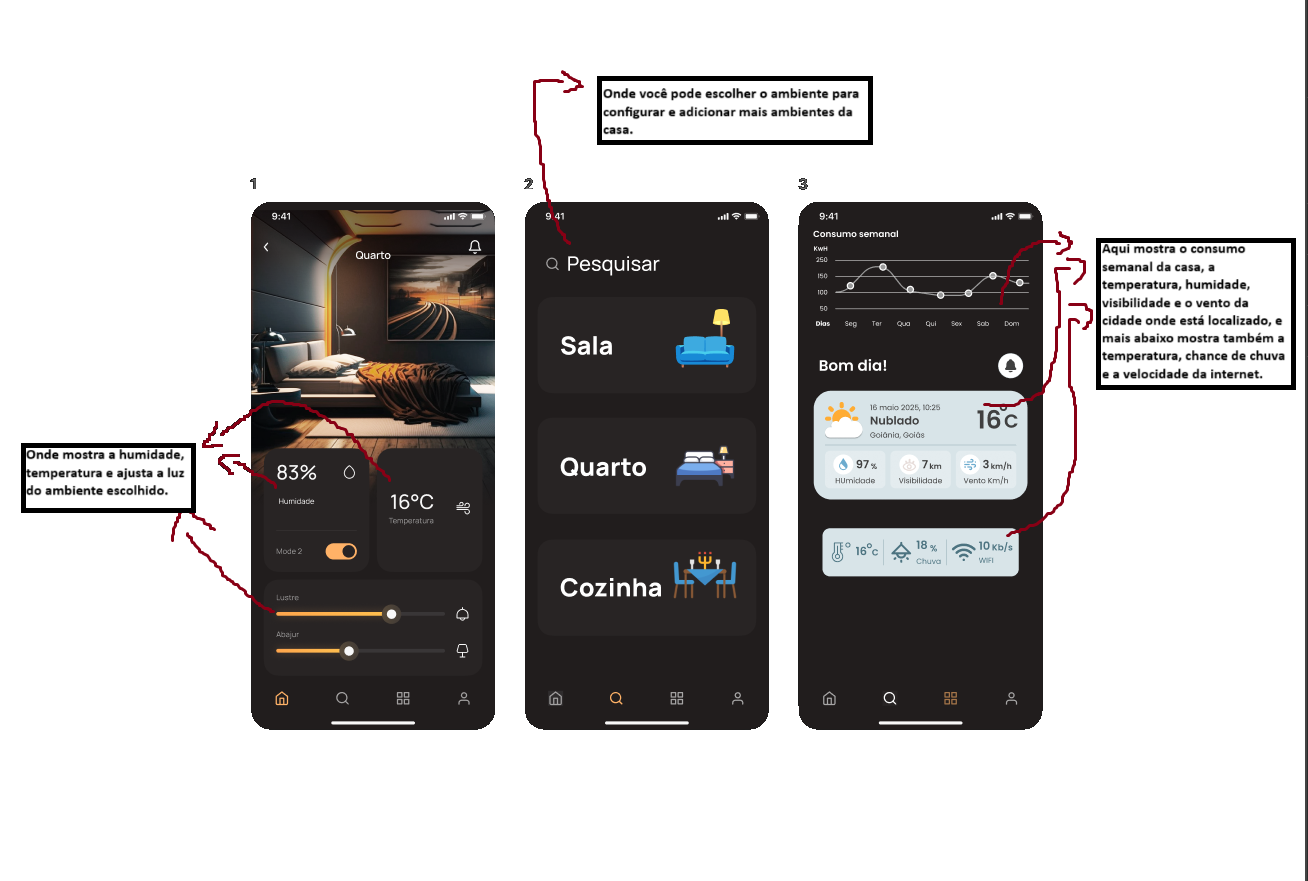 Onde você pode escolher o ambiente para
configurar e adicionar mais ambientes da
casa.
1
2
3
9:41
Quarto
83%
Humidade
16°C
Temperatura
Mode 2
Lustre
Abajur
Onde mostra a humidade,
temperatura e ajusta a luz
do ambiente escolhido.
9:41
Pesquisar
Sala
Quarto
Cozinha
9:41
Consumo semanal
KwH
250
150
100
50
Dias Seg Ter Qua Qui Sex Sab Dom
Bom dia!
16 maio 2025, 10:25
Nublado
Goiânia, Goiás
16°C
97 %
HUmidade
7 km
Visibilidade
3 km/h
Vento Km/h
16°C
18 %
Chuva
10 Kb/s
WIFI
Aqui mostra o consumo
semanal da casa, a
temperatura, humidade,
visibilidade e o vento da
cidade onde está localizado, e
mais abaixo mostra também a
temperatura, chance de chuva
e a velocidade da internet.